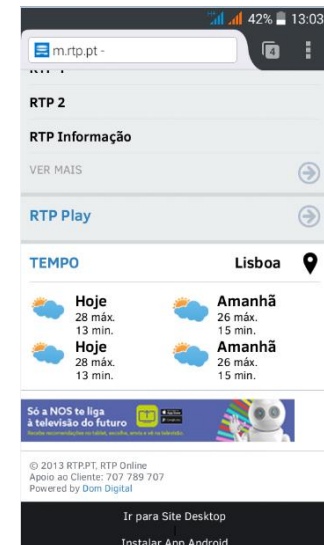 42% 13:03
m.rtp.pt -
4
RTP 2
RTP Informação
VER MAIS
RTP Play
TEMPO Lisboa
Hoje Amanhã
28 máx. 26 máx.
13 min. 15 min.
Hoje Amanhã
28 máx. 26 máx.
13 min. 15 min.
Só a NOS te liga
à televisão do futuro
© 2013 RTP.PT, RTP Online
Apoio ao Cliente: 707 789 707
Powered by Dom Digital
Ir para Site Desktop
Instalar App Android